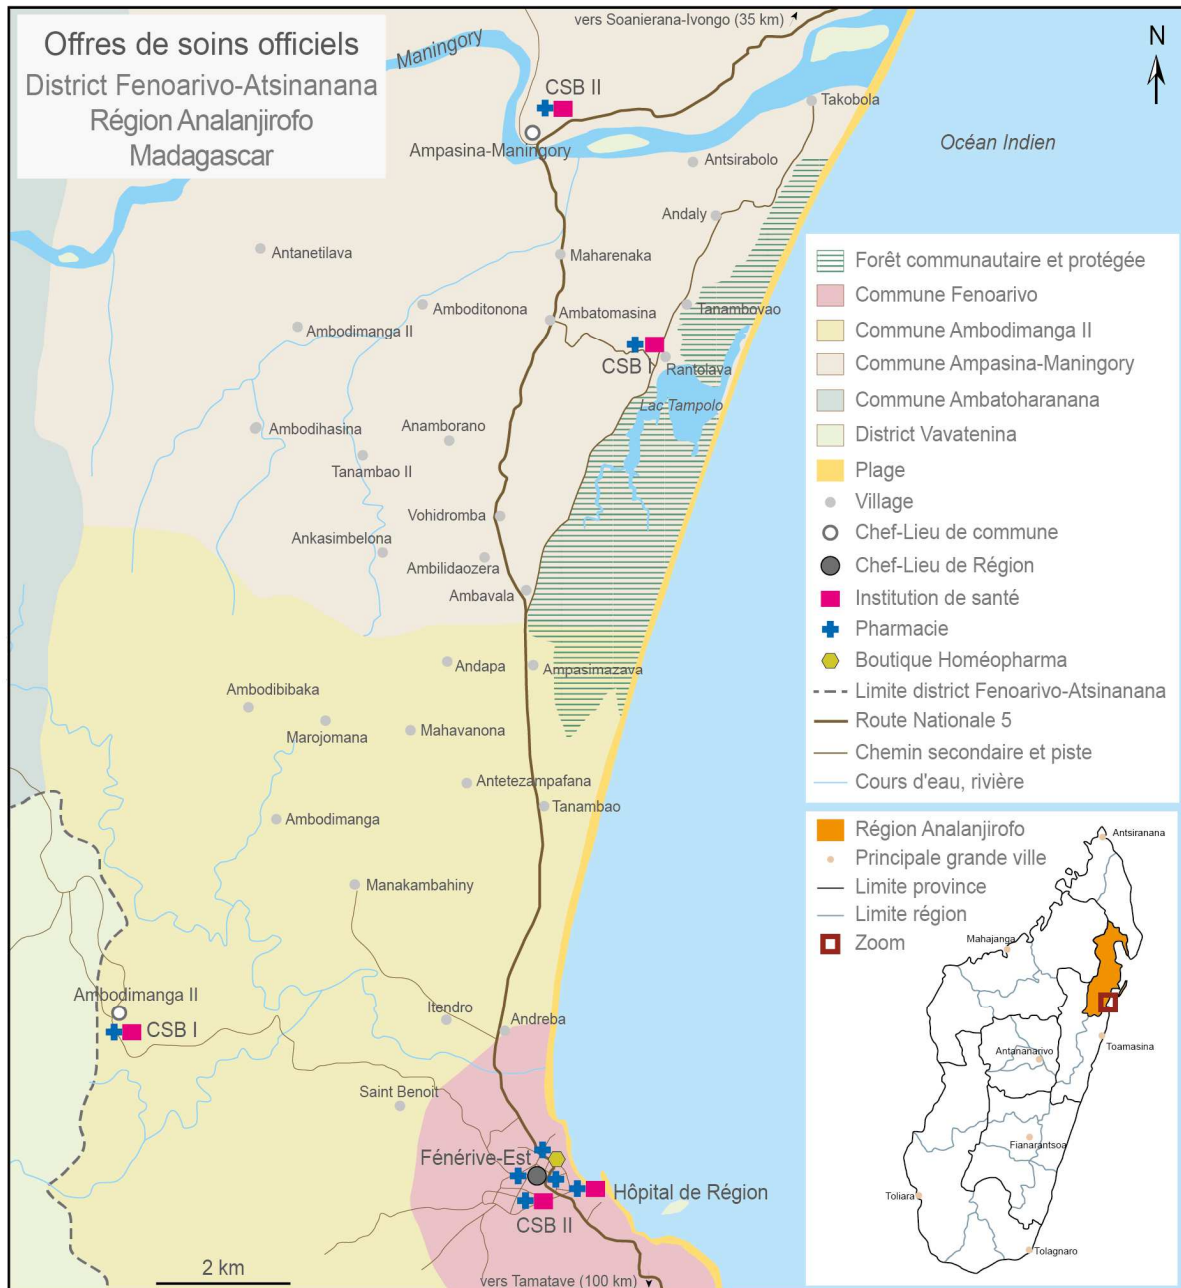 vers Soanierana-Ivongo (35 km)
Offres de soins officiels
District Fenoarivo-Atsinanana
Région Analanjirofo
Madagascar
N
Maningory
CSB II
Ampasina-Maningory
Takobola
Océan Indien
Antsirabolo
Andaly
Antanetilava
Maharenaka
Amboditonona
Ambatomasina
Tanambovao
Ambodimanga II
CSB I
Rantolava
Lac Tampolo
Ambodihasina
Anamborano
Tanambao II
Vohidromba
Ankasimbelona
Ambilidaozera
Ambavala
Andapa
Ampasimazava
Ambodibibaka
Marojomana
Mahavanona
Antetezampafana
Tanambao
Ambodimanga
Manakambahiny
Ambodimanga II
CSB I
Itendro
Andreba
Saint Benoit
Fénérive-Est
Hôpital de Région
CSB II
2 km
vers Tamatave (100 km)
Forêt communautaire et protégée
Commune Fenoarivo
Commune Ambodimanga II
Commune Ampasina-Maningory
Commune Ambatoharanana
District Vavatenina
Plage
Village
Chef-Lieu de commune
Chef-Lieu de Région
Institution de santé
Pharmacie
Boutique Homéopharma
Limite district Fenoarivo-Atsinanana
Route Nationale 5
Chemin secondaire et piste
Cours d'eau, rivière
Région Analanjirofo
Principale grande ville
Limite province
Limite région
Zoom
Antsiranana
Mahajanga
Toamasina
Antananarivo
Fianarantsoa
Toliara
Tolagnaro